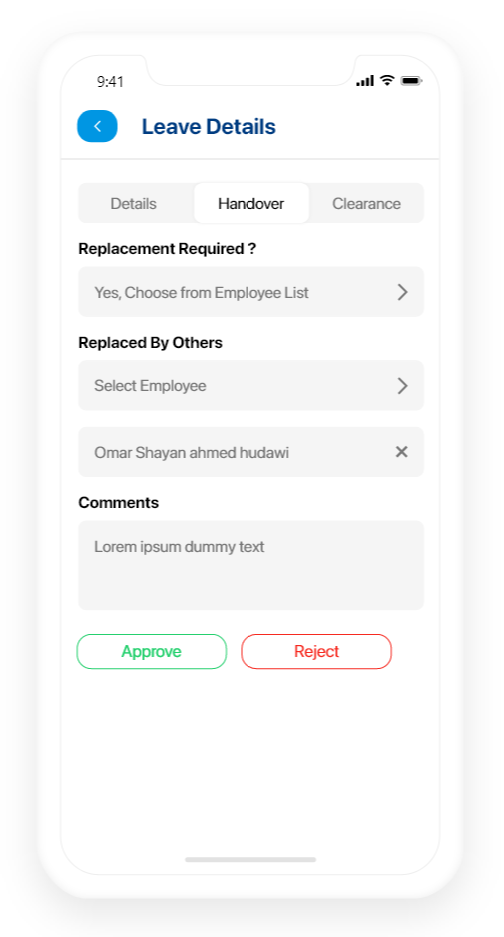 9:41
Leave Details
Details Handover Clearance
Replacement Required ?
Yes, Choose from Employee List
Replaced By Others
Select Employee
Omar Shayan ahmed hudawi
Comments
Lorem ipsum dummy text
Approve Reject